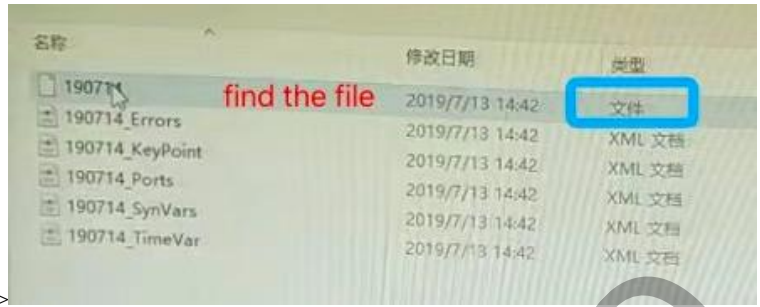 名称 修改日期 类型
190714 find the file 2019/7/13 14:42 文件
190714_Errors 2019/7/13 14:42 XML 文档
190714_KeyPoint 2019/7/13 14:42 XML 文档
190714_Ports 2019/7/13 14:42 XML 文档
190714_SynVars 2019/7/13 14:42 XML 文档
190714_TimeVar 2019/7/13 14:42 XML 文档
>